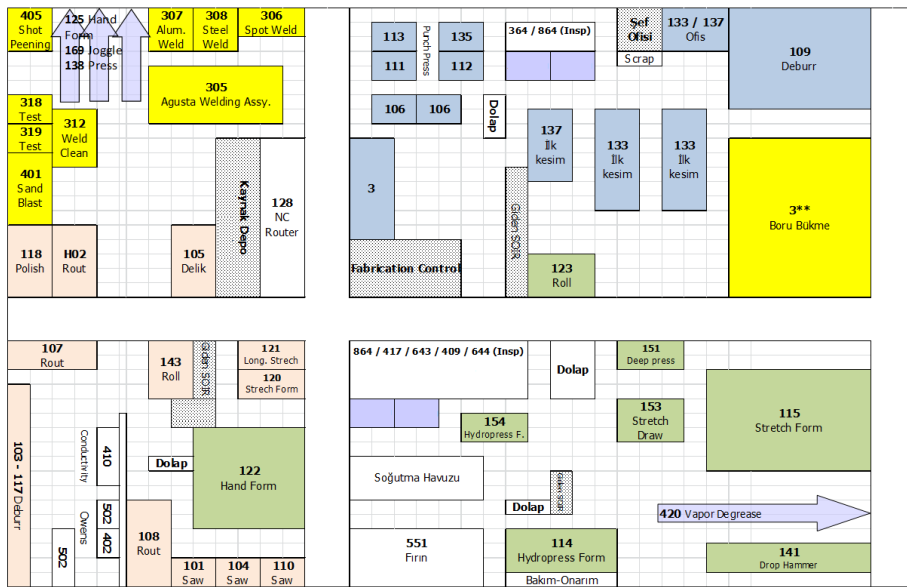 405
Shot
Peening
125 Hand
Form
169 Joggle
138 Press
307
Alum.
Weld
308
Steel
Weld
306
Spot Weld
305
Agusta Welding Assy.
318
Test
319
Test
312
Weld
Clean
401
Sand
Blast
118
Polish
H02
Rout
105
Delik
Kaynak Depo
128
NC
Router
113
111
Punch Press
135
112
106
106
Dolap
364 / 864 (Insp)
Şef
Ofisi
Scrap
133 / 137
Ofis
109
Deburr
137
İlk
kesim
133
İlk
kesim
133
İlk
kesim
3
Fabrication Control
Giden SOIR
123
Roll
3**
Boru Bükme
107
Rout
143
Roll
Giden SOIR
121
Long. Strech
120
Strech Form
103 - 117 Deburr
Conductivity
410
Dolap
122
Hand Form
Owens
502
402
502
108
Rout
101
Saw
104
Saw
110
Saw
864 / 417 / 643 / 409 / 644 (Insp)
Dolap
151
Deep press
154
Hydropress F.
153
Stretch
Draw
115
Stretch Form
Soğutma Havuzu
Dolap
Giden SOIR
420 Vapor Degrease
551
Fırın
114
Hydropress Form
Bakım-Onarım
141
Drop Hammer